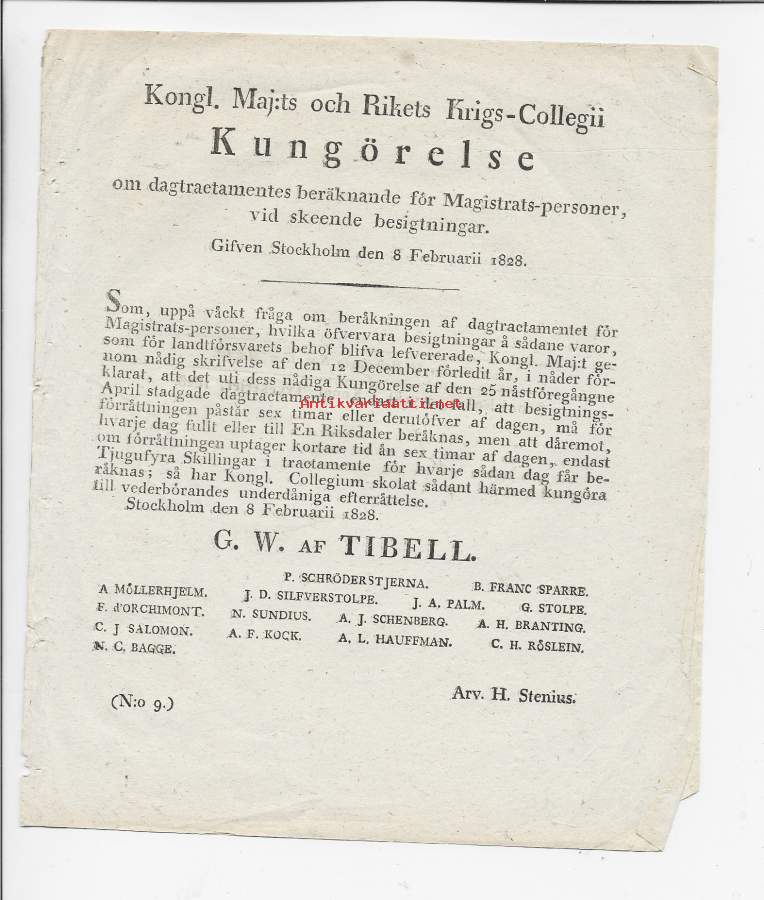 Kongl. Maj:ts och Rikets Krigs-Collegii
Kungörelse
om dagtractamentes beräknande för Magistrats-personer,
vid skeende besigtningar.
Gifven Stockholm den 8 Februarii 1828.
Som, uppå väckt fråga om beräkningen af dagtractamentet för
Magistrats-personer, hvilka öfvervara besigtningar å sådane varor,
som för landtförsvarets behof blifva lefvererade, Kongl. Maj:t ge-
nom nådig skrifvelse af den 12 December förledit år, i nåder för-
klarat, att det uti dess nådiga Kungörelse af den 25 nästföregångne
April stadgade dagtractamente, endast i det fall, att besigtnings-
förrättningen påstår sex timar eller derutöfver af dagen, må för
hvarje dag fullt eller till En Riksdaler beräknas, men att däremot,
om förrättningen uptager kortare tid än sex timar af dagen, endast
Tjugufyra Skillingar i tractamente för hvarje sådan dag får be-
räknas; så har Kongl. Collegium skolat sådant härmed kungöra
till vederbörandes underdåniga efterrättelse.
Stockholm den 8 Februarii 1828.
Antikvariaatti.net
G. W. AF TIBELL.
P. SCHRÖDERSTJERNA. B. FRANC SPARRE.
A MÖLLERHJELM. J. D. SILFVERSTOLPE. J. A. PALM. G. STOLPE.
F. d'ORCHIMONT. N. SUNDIUS. A. J. SCHENBERG. A. H. BRANTING.
C. J SALOMON. A. F. KOCK. A. L. HAUFFMAN. C. H. RÖSLEIN.
N. C. BAGGE.
Arv. H. Stenius.
(N:o 9.)